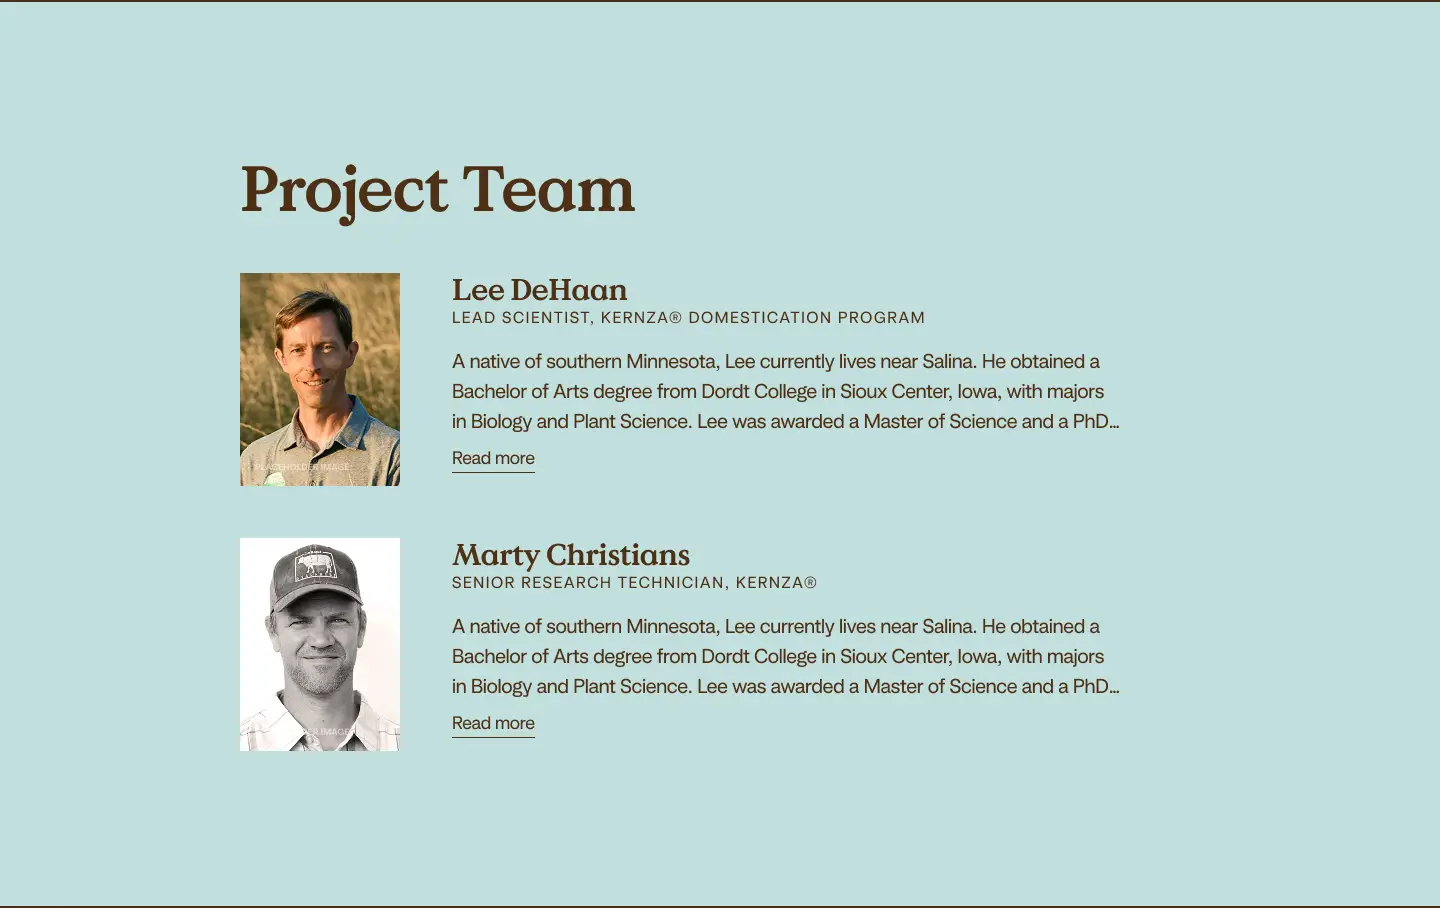 Project Team
Lee DeHaan
LEAD SCIENTIST, KERNZA® DOMESTICATION PROGRAM
A native of southern Minnesota, Lee currently lives near Salina. He obtained a
Bachelor of Arts degree from Dordt College in Sioux Center, Iowa, with majors
in Biology and Plant Science. Lee was awarded a Master of Science and a PhD...
Read more
PLACEHOLDER IMAGE
Marty Christians
SENIOR RESEARCH TECHNICIAN, KERNZA®
A native of southern Minnesota, Lee currently lives near Salina. He obtained a
Bachelor of Arts degree from Dordt College in Sioux Center, Iowa, with majors
in Biology and Plant Science. Lee was awarded a Master of Science and a PhD...
Read more
IMAGE